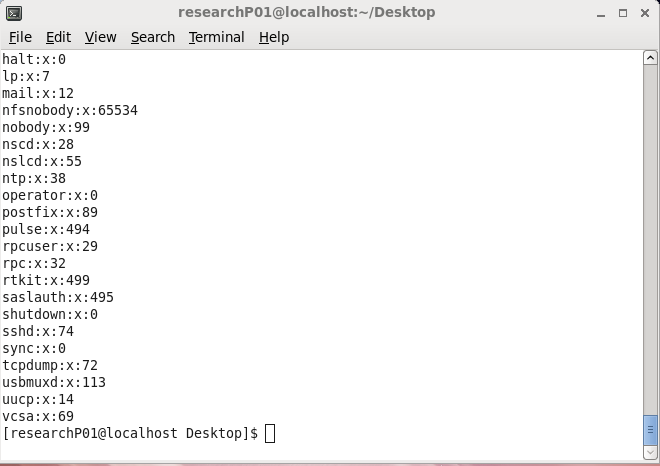 researchP01@localhost:~/Desktop
File Edit View Search Terminal Help
halt:x:0
lp:x:7
mail:x:12
nfsnobody:x:65534
nobody:x:99
nscd:x:28
nslcd:x:55
ntp:x:38
operator:x:0
postfix:x:89
pulse:x:494
rpcuser:x:29
rpc:x:32
rtkit:x:499
saslauth:x:495
shutdown:x:0
sshd:x:74
sync:x:0
tcpdump:x:72
usbmuxd:x:113
uucp:x:14
vcsa:x:69
[researchP01@localhost Desktop]$